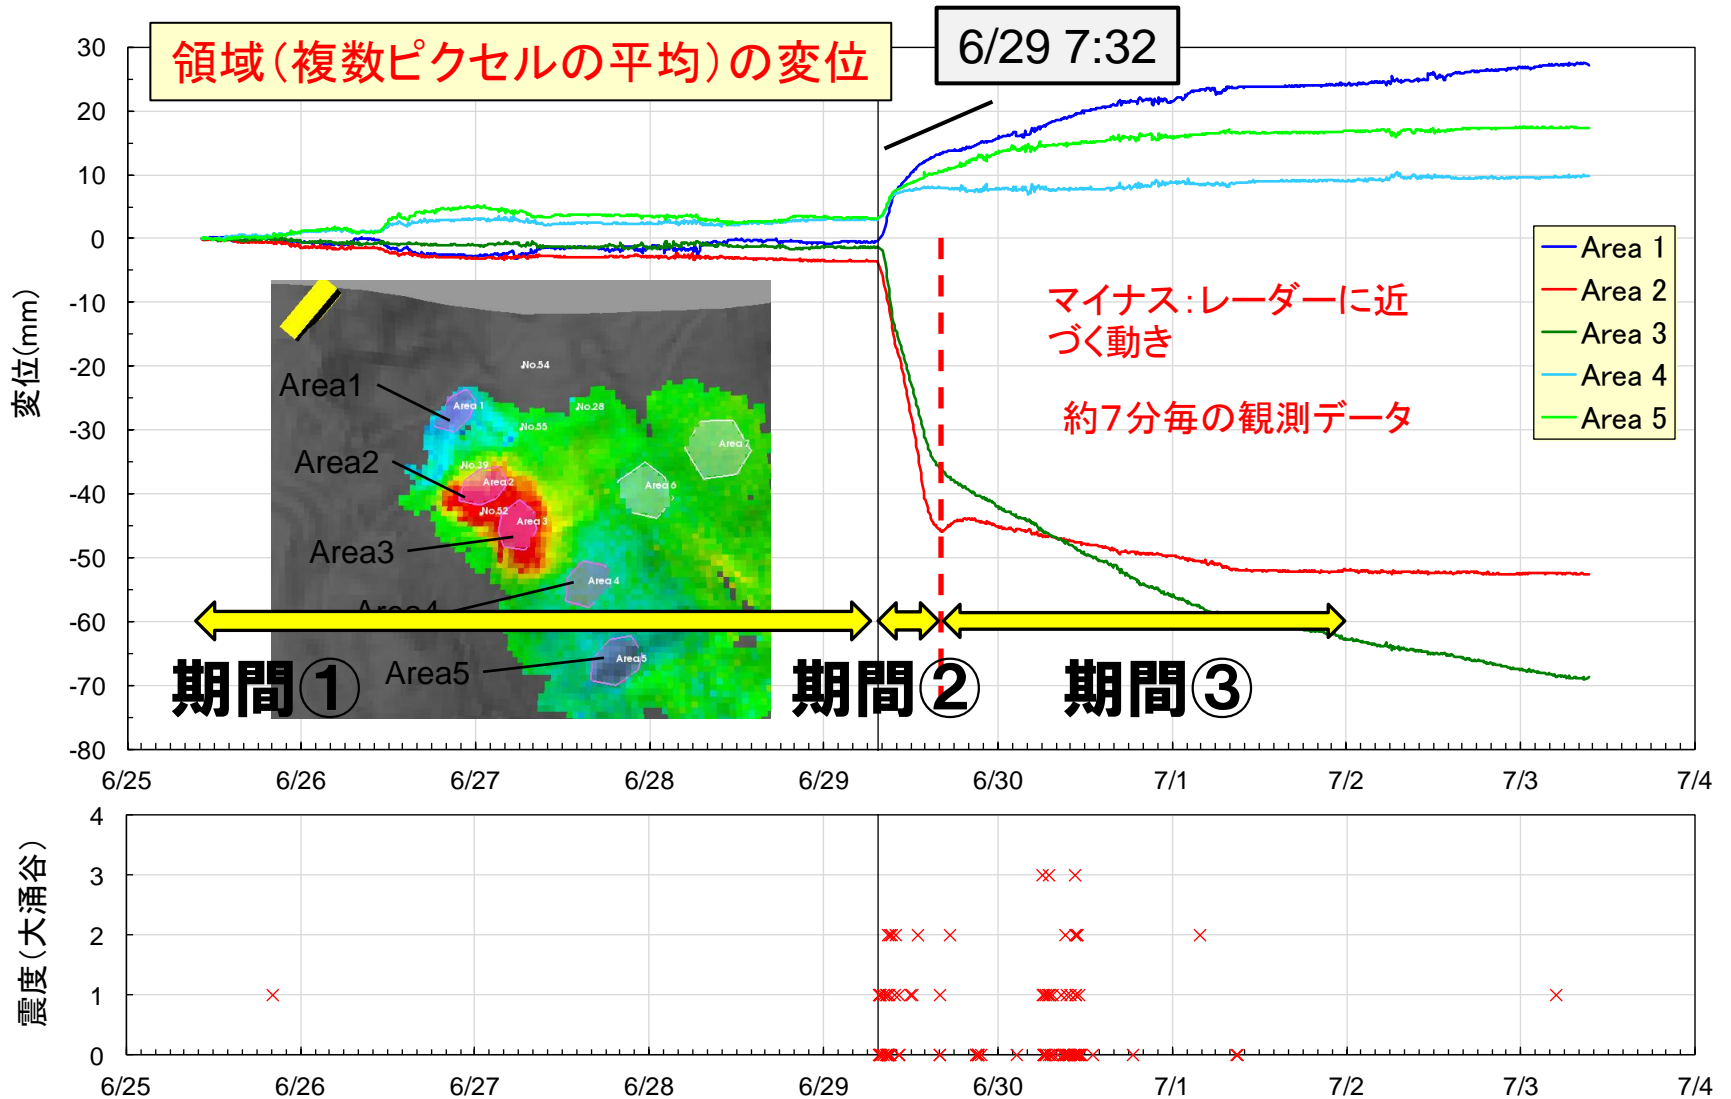 領域（複数ピクセルの平均）の変位
6/29 7:32
30
20
10
0
-10
-20
-30
-40
-50
-60
-70
-80
変位(mm)
Area 1
Area 2
Area 3
Area 4
Area 5
マイナス：レーダーに近
づく動き
約7分毎の観測データ
No.54
Area1
Area 1
No.28
No.55
Area 7
Area2
No.39
Area 2
Area 6
No.52
Area 3
Area3
Area 4
Area4
Area5
Area 5
期間①
期間②
期間③
6/25
6/26
6/27
6/28
6/29
6/30
7/1
7/2
7/3
7/4
4
3
2
1
0
震度（大涌谷）
6/25
6/26
6/27
6/28
6/29
6/30
7/1
7/2
7/3
7/4